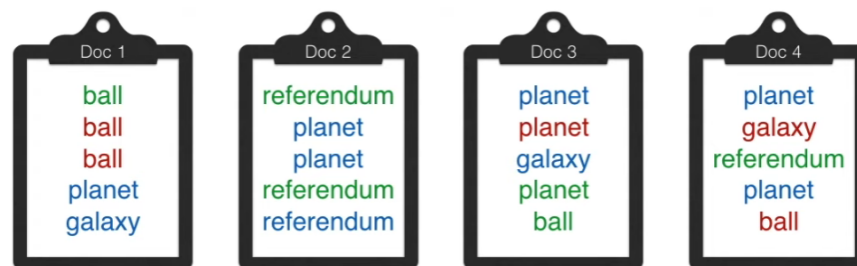 Doc 1
ball
ball
ball
planet
galaxy
Doc 2
referendum
planet
planet
referendum
referendum
Doc 3
planet
planet
galaxy
planet
ball
Doc 4
planet
galaxy
referendum
planet
ball